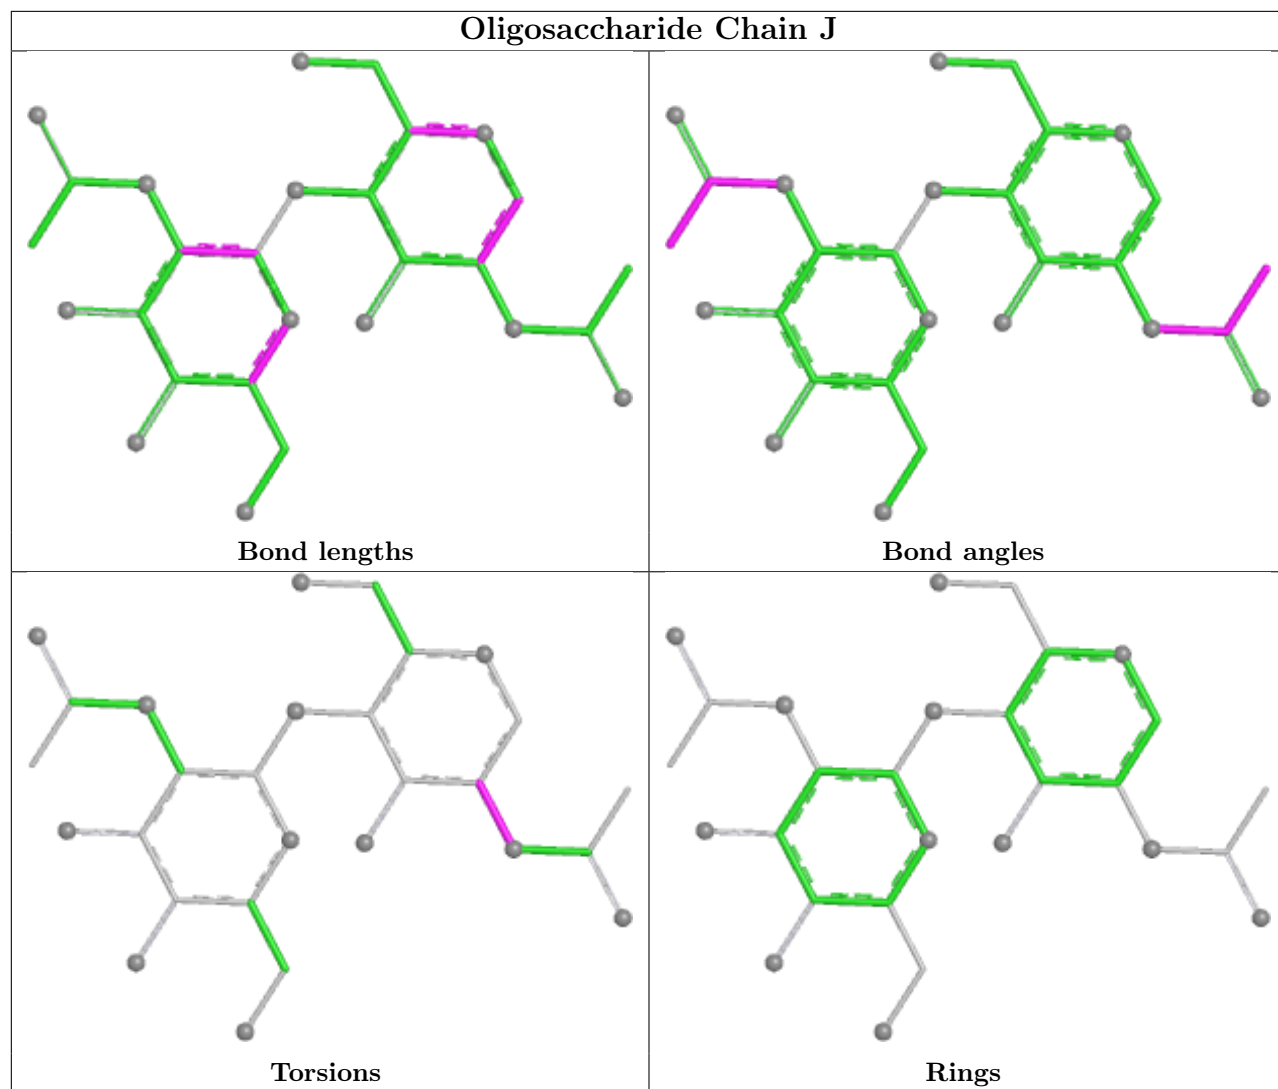 Oligosaccharide Chain J
Bond lengths
Bond angles
Torsions
Rings